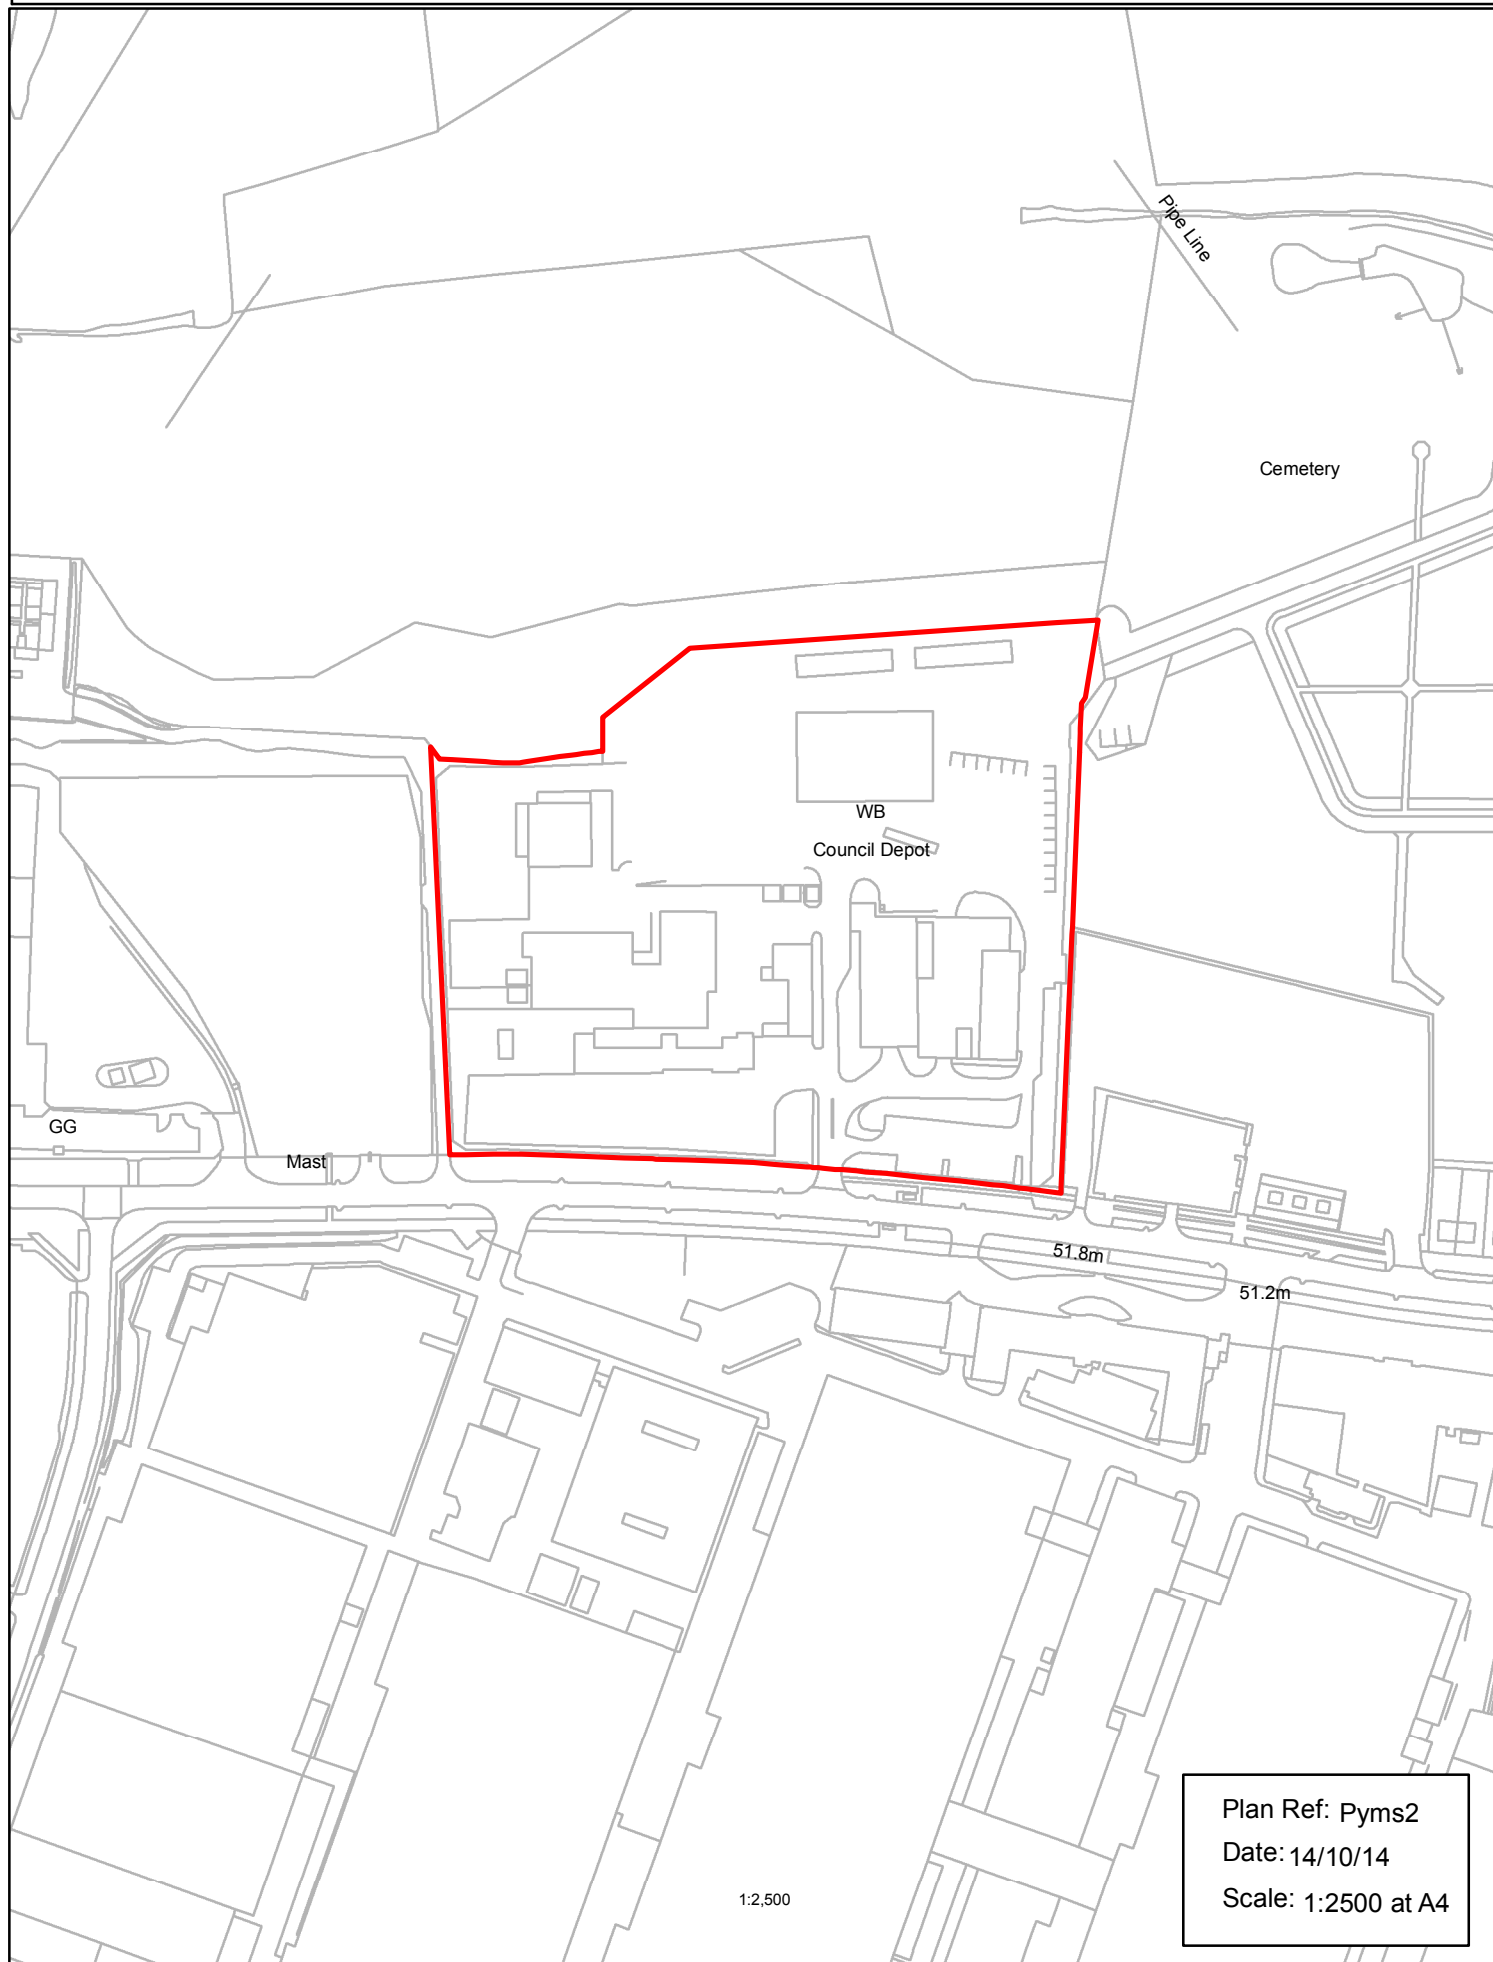 Pipe Line
Cemetery
WB
Council Depot
GG
Mast
51.8m
51.2m
Plan Ref: Pyms2
Date: 14/10/14
Scale: 1:2500 at A4
1:2,500